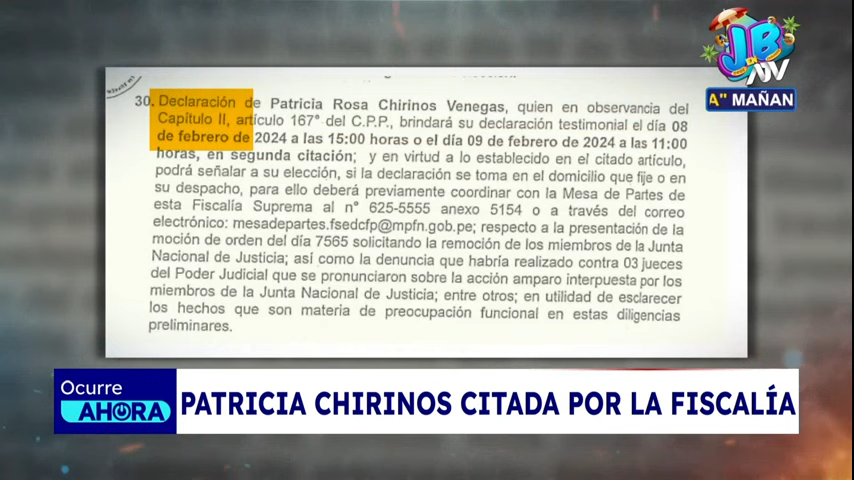 JB
EN
ATV
A" MAÑAN
30. Declaración de Patricia Rosa Chirinos Venegas, quien en observancia del
Capítulo II, artículo 167° del C.P.P., brindará su declaración testimonial el día 08
de febrero de 2024 a las 15:00 horas o el día 09 de febrero de 2024 a las 11:00
horas, en segunda citación; y en virtud a lo establecido en el citado artículo,
podrá señalar a su elección, si la declaración se toma en el domicilio que fije o en
su despacho, para ello deberá previamente coordinar con la Mesa de Partes de
esta Fiscalía Suprema al n° 625-5555 anexo 5154 o a través del correo
electrónico: mesadepartes.fsedcfp@mpfn.gob.pe; respecto a la presentación de la
moción de orden del día 7565 solicitando la remoción de los miembros de la Junta
Nacional de Justicia; así como la denuncia que habría realizado contra 03 jueces
del Poder Judicial que se pronunciaron sobre la acción amparo interpuesta por los
miembros de la Junta Nacional de Justicia; entre otros; en utilidad de esclarecer
los hechos que son materia de preocupación funcional en estas diligencias
preliminares.
Ocurre
AHORA
PATRICIA CHIRINOS CITADA POR LA FISCALÍA